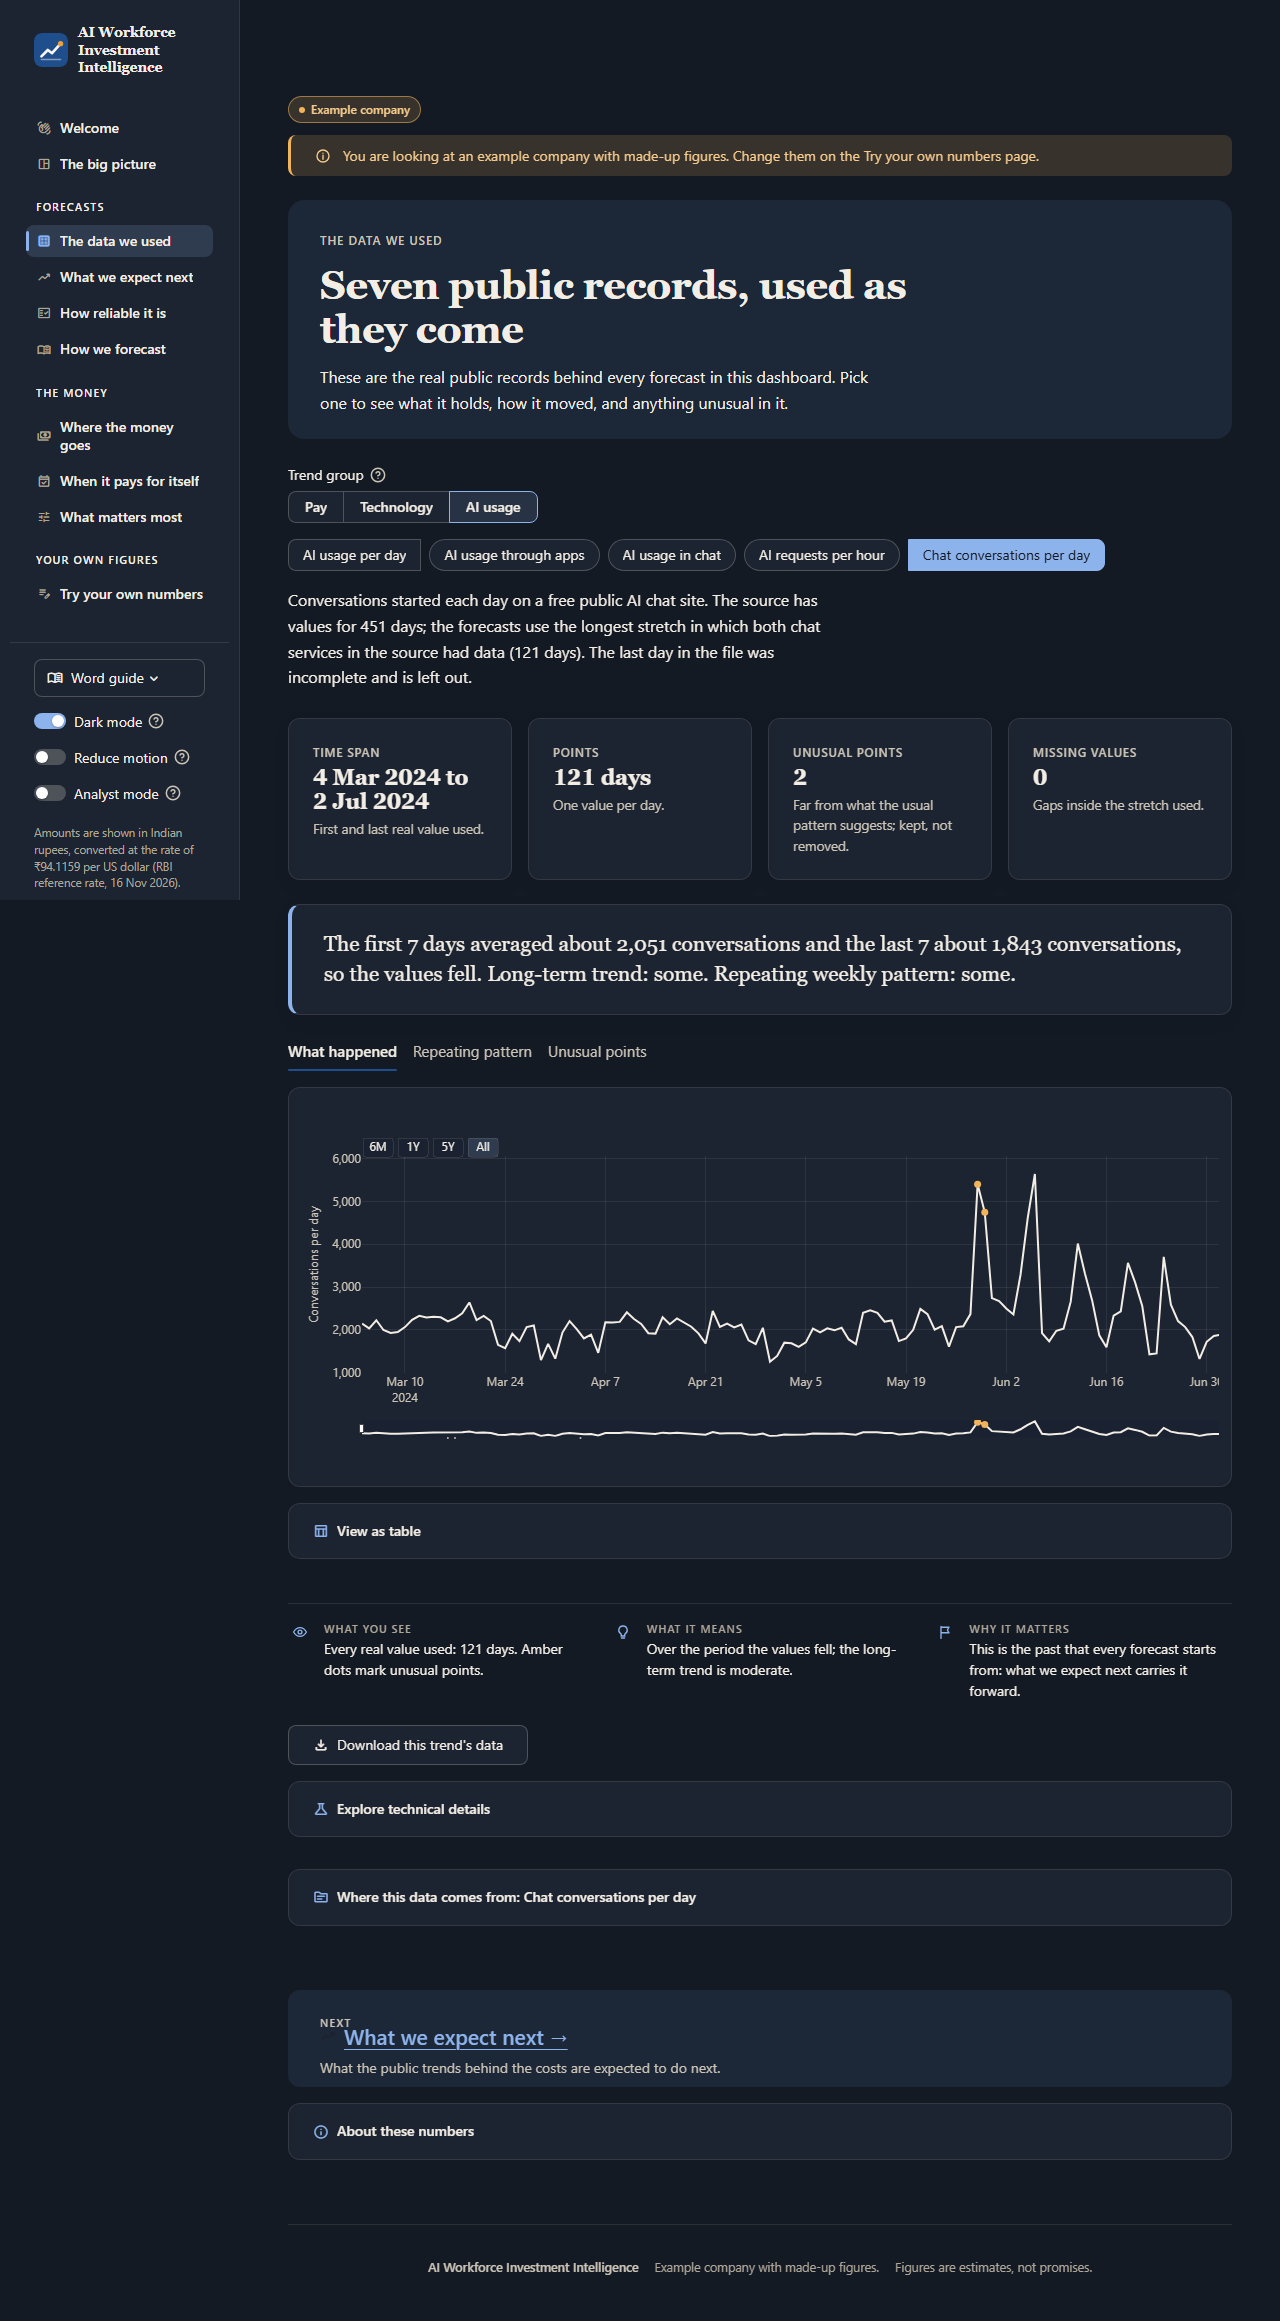 AI Workforce
Investment
Intelligence
Welcome
The big picture
FORECASTS
The data we used
What we expect next
How reliable it is
How we forecast
THE MONEY
Where the money
goes
When it pays for itself
What matters most
YOUR OWN FIGURES
Try your own numbers
Word guide
Dark mode
Reduce motion
Analyst mode
Amounts are shown in Indian
rupees, converted at the rate of
₹94.1159 per US dollar (RBI
reference rate, 16 Nov 2026).
Example company
You are looking at an example company with made-up figures. Change them on the Try your own numbers page.
THE DATA WE USED
Seven public records, used as
they come
These are the real public records behind every forecast in this dashboard. Pick
one to see what it holds, how it moved, and anything unusual in it.
Trend group
Pay Technology AI usage
AI usage per day AI usage through apps AI usage in chat AI requests per hour Chat conversations per day
Conversations started each day on a free public AI chat site. The source has
values for 451 days; the forecasts use the longest stretch in which both chat
services in the source had data (121 days). The last day in the file was
incomplete and is left out.
TIME SPAN
4 Mar 2024 to
2 Jul 2024
First and last real value used.
POINTS
121 days
One value per day.
UNUSUAL POINTS
2
Far from what the usual
pattern suggests; kept, not
removed.
MISSING VALUES
0
Gaps inside the stretch used.
The first 7 days averaged about 2,051 conversations and the last 7 about 1,843 conversations,
so the values fell. Long-term trend: some. Repeating weekly pattern: some.
What happened Repeating pattern Unusual points
6M 1Y 5Y All
Conversations per day
6,000
5,000
4,000
3,000
2,000
1,000
Mar 10 Mar 24 Apr 7 Apr 21 May 5 May 19 Jun 2 Jun 16 Jun 30
2024
View as table
WHAT YOU SEE
Every real value used: 121 days. Amber
dots mark unusual points.
WHAT IT MEANS
Over the period the values fell; the long-
term trend is moderate.
WHY IT MATTERS
This is the past that every forecast starts
from: what we expect next carries it
forward.
Download this trend's data
Explore technical details
Where this data comes from: Chat conversations per day
NEXT
What we expect next →
What the public trends behind the costs are expected to do next.
About these numbers
AI Workforce Investment Intelligence Example company with made-up figures. Figures are estimates, not promises.